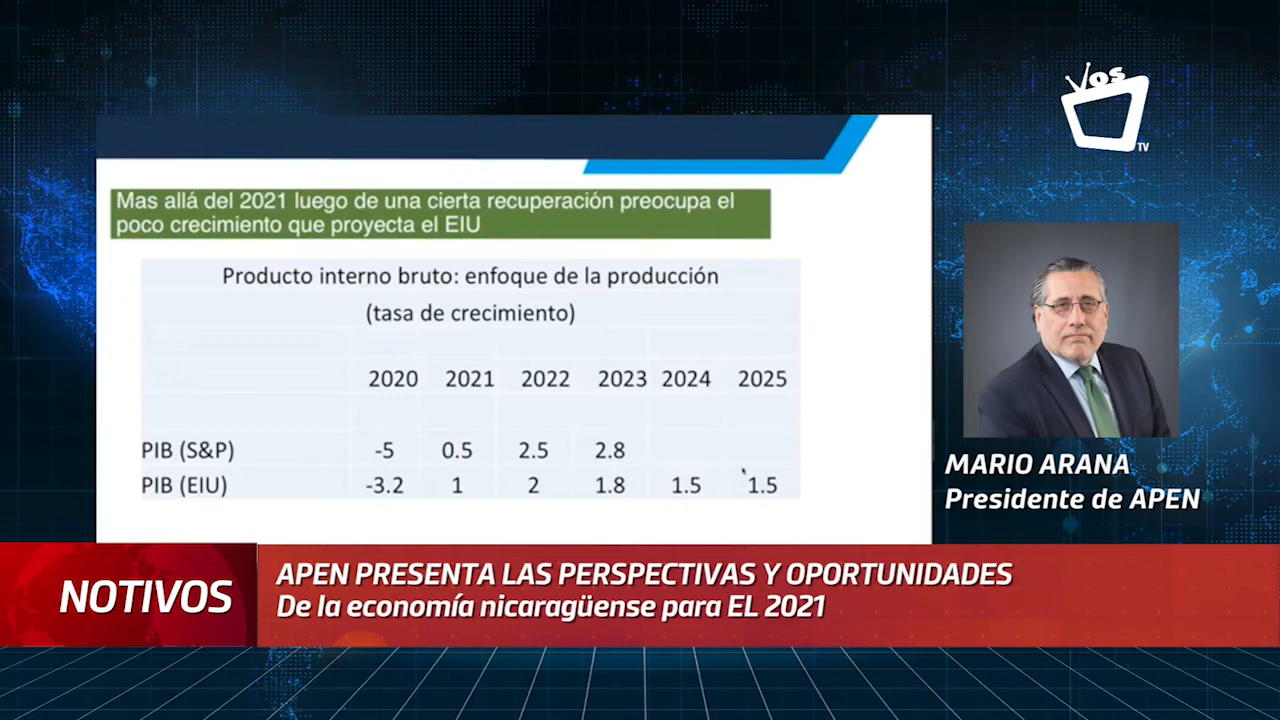 VOS
TV
Mas allá del 2021 luego de una cierta recuperación preocupa el
poco crecimiento que proyecta el EIU
Producto interno bruto: enfoque de la producción
(tasa de crecimiento)
2020 2021 2022 2023 2024 2025
PIB (S&P) -5 0.5 2.5 2.8
PIB (EIU) -3.2 1 2 1.8 1.5 1.5
MARIO ARANA
Presidente de APEN
NOTIVOS
APEN PRESENTA LAS PERSPECTIVAS Y OPORTUNIDADES
De la economía nicaragüense para EL 2021